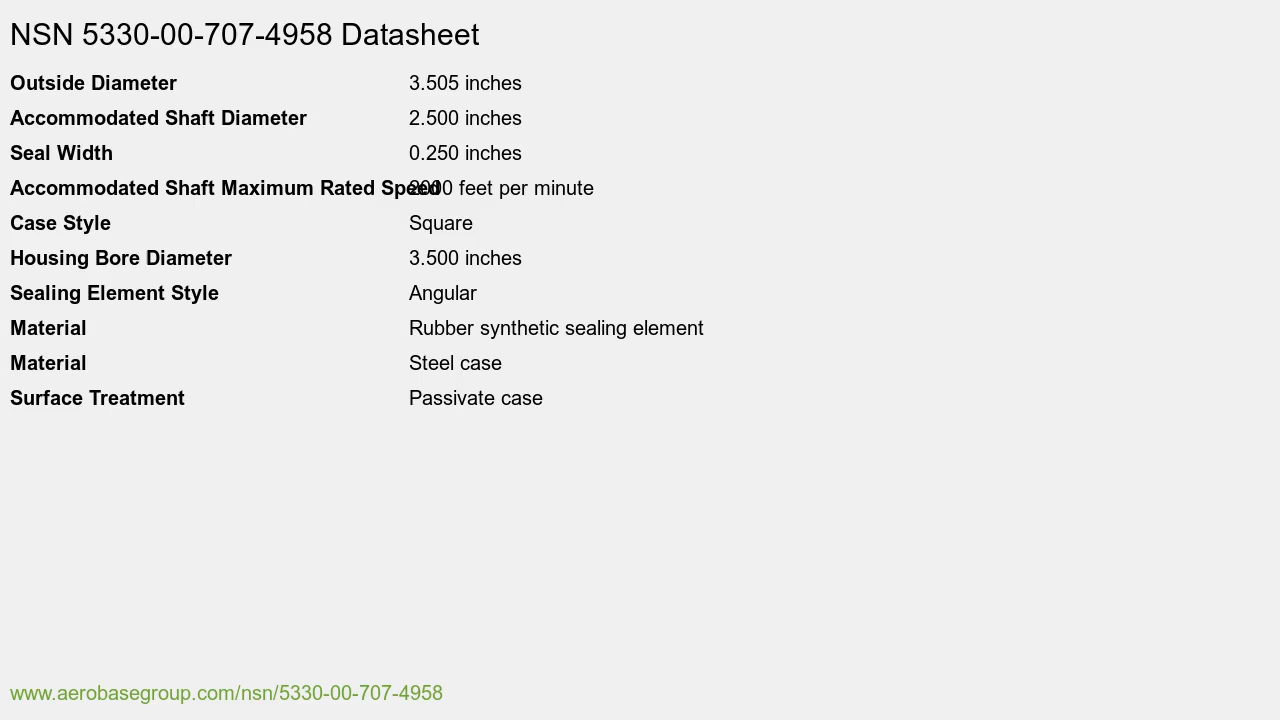 NSN 5330-00-707-4958 Datasheet
Outside Diameter 3.505 inches
Accommodated Shaft Diameter 2.500 inches
Seal Width 0.250 inches
Accommodated Shaft Maximum Rated Speed feet per minute
Case Style Square
Housing Bore Diameter 3.500 inches
Sealing Element Style Angular
Material Rubber synthetic sealing element
Material Steel case
Surface Treatment Passivate case
www.aerobasegroup.com/nsn/5330-00-707-4958